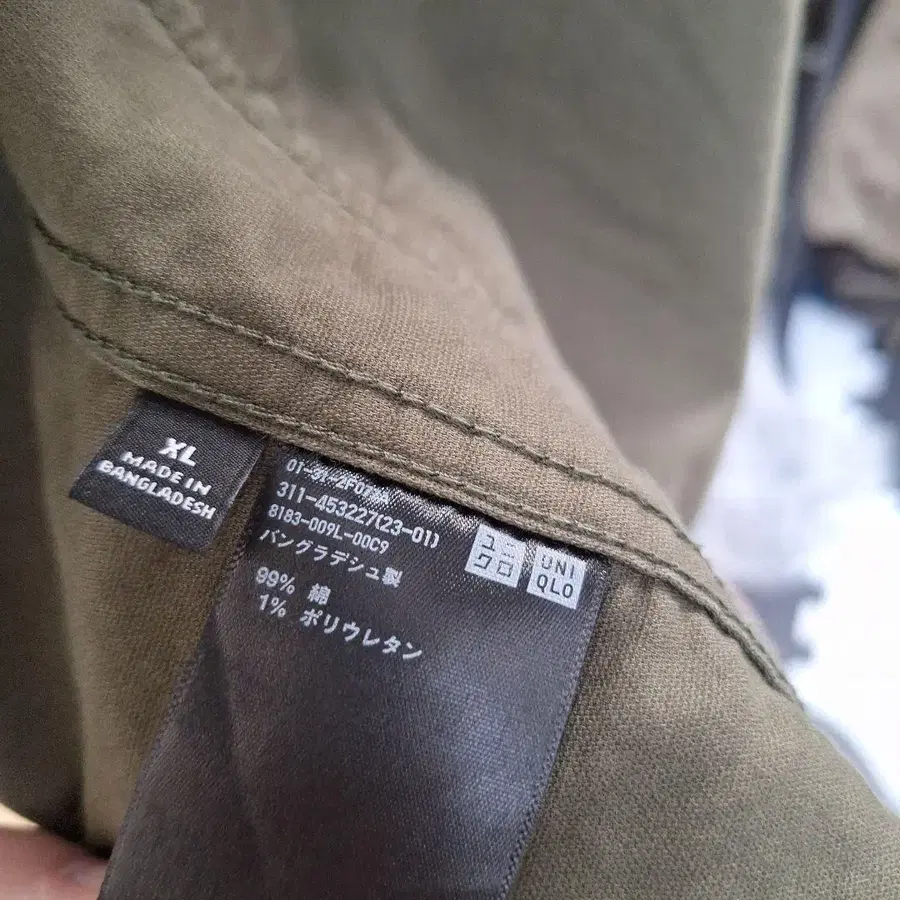 XL
MADE IN
BANGLADESH
311-453227(23-01)
8183-009L-00C9
バングラデシュ製
99% 綿
1% ポリウレタン
ユニ
クロ
UNI
QLO